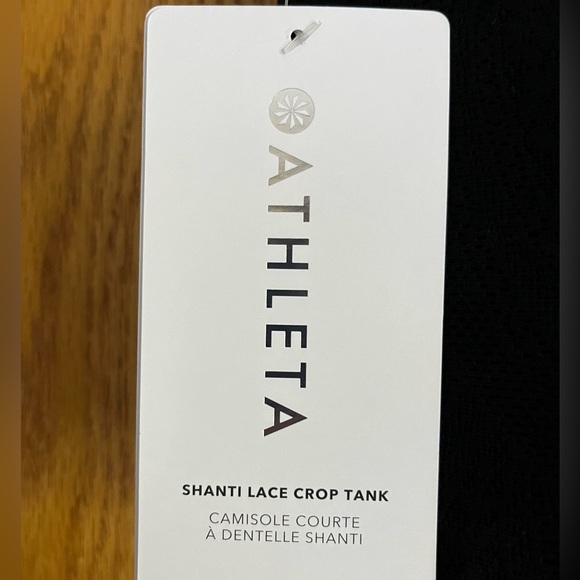 ATHLETA
SHANTI LACE CROP TANK
CAMISOLE COURTE
À DENTELLE SHANTI